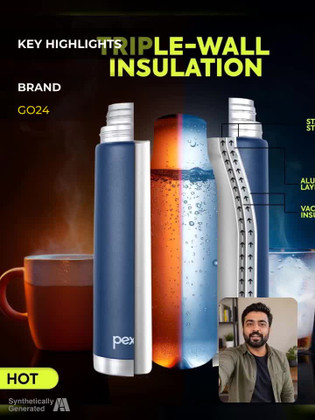 KEY HIGHLIGHTS
TRIPLE-WALL
INSULATION
BRAND
GO24
pex
HOT
Synthetically
Generated